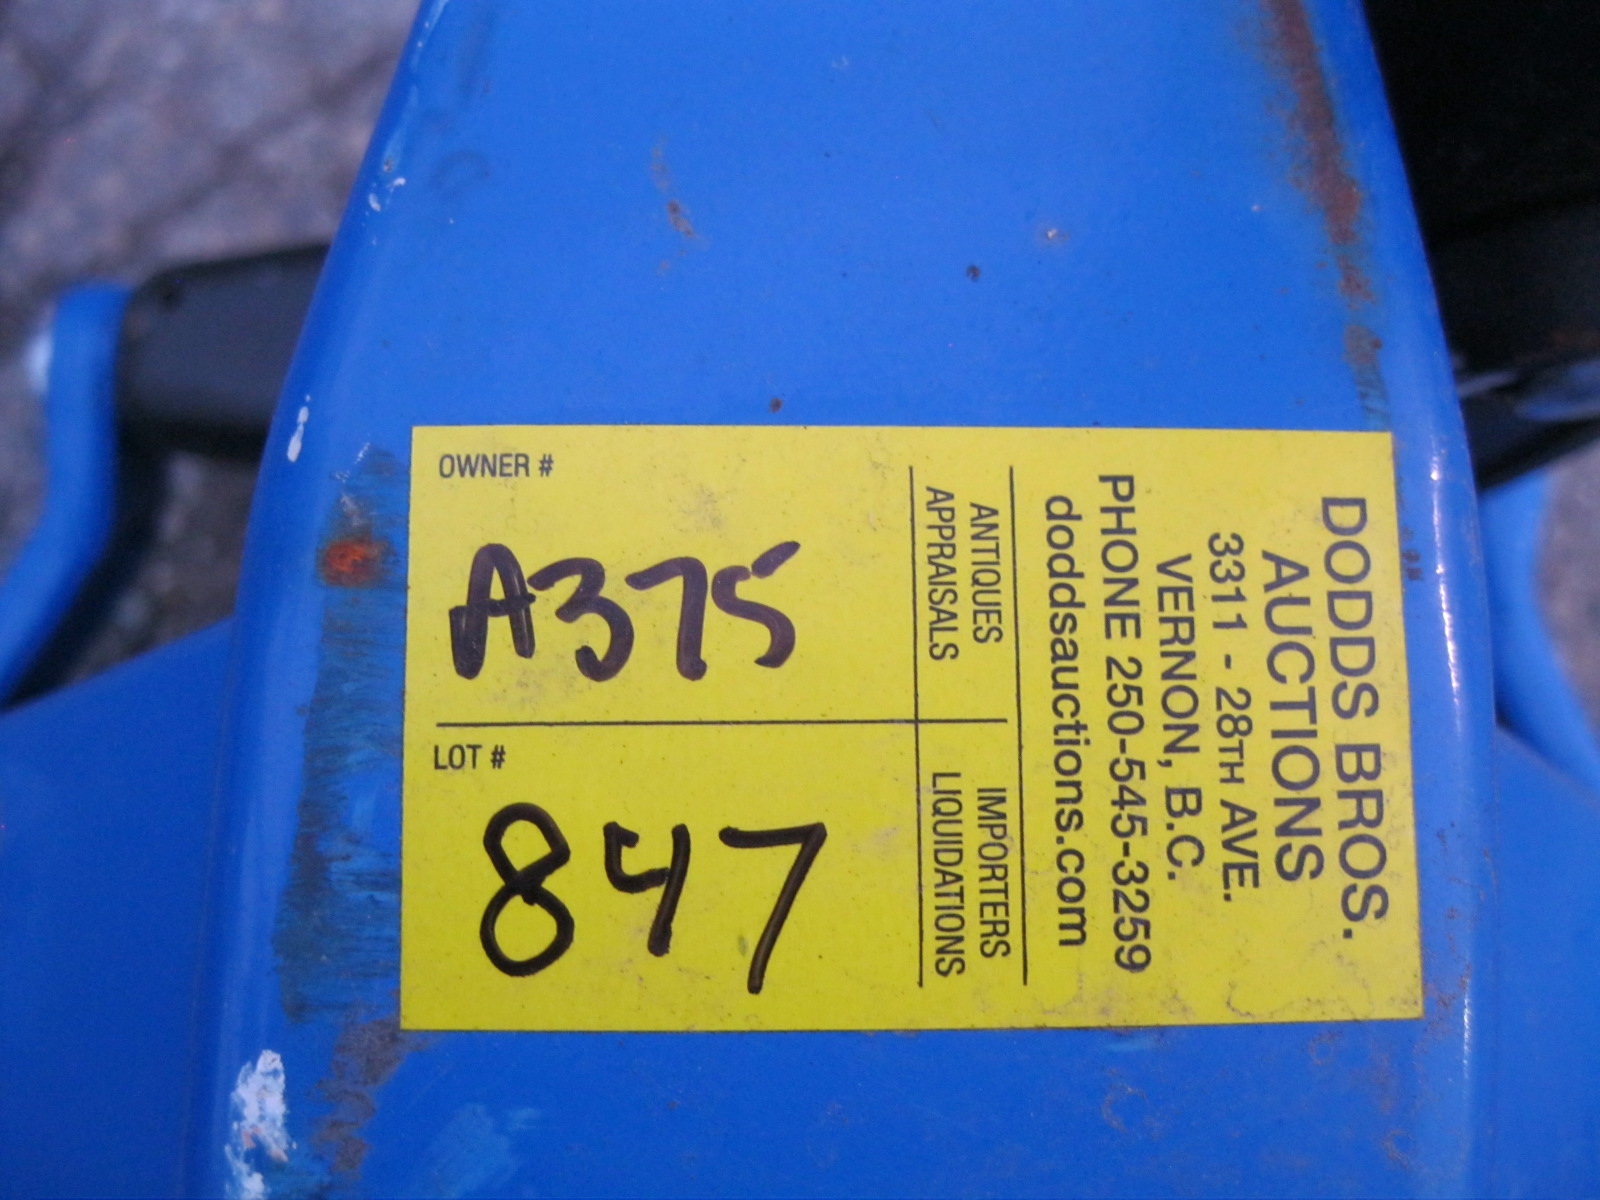 OWNER #
A375
LOT #
847
DODDS BROS.
AUCTIONS
3311 - 28TH AVE.
VERNON, B.C.
PHONE 250-545-3259
doddsauctions.com
ANTIQUES
APPRAISALS
IMPORTERS
LIQUIDATIONS